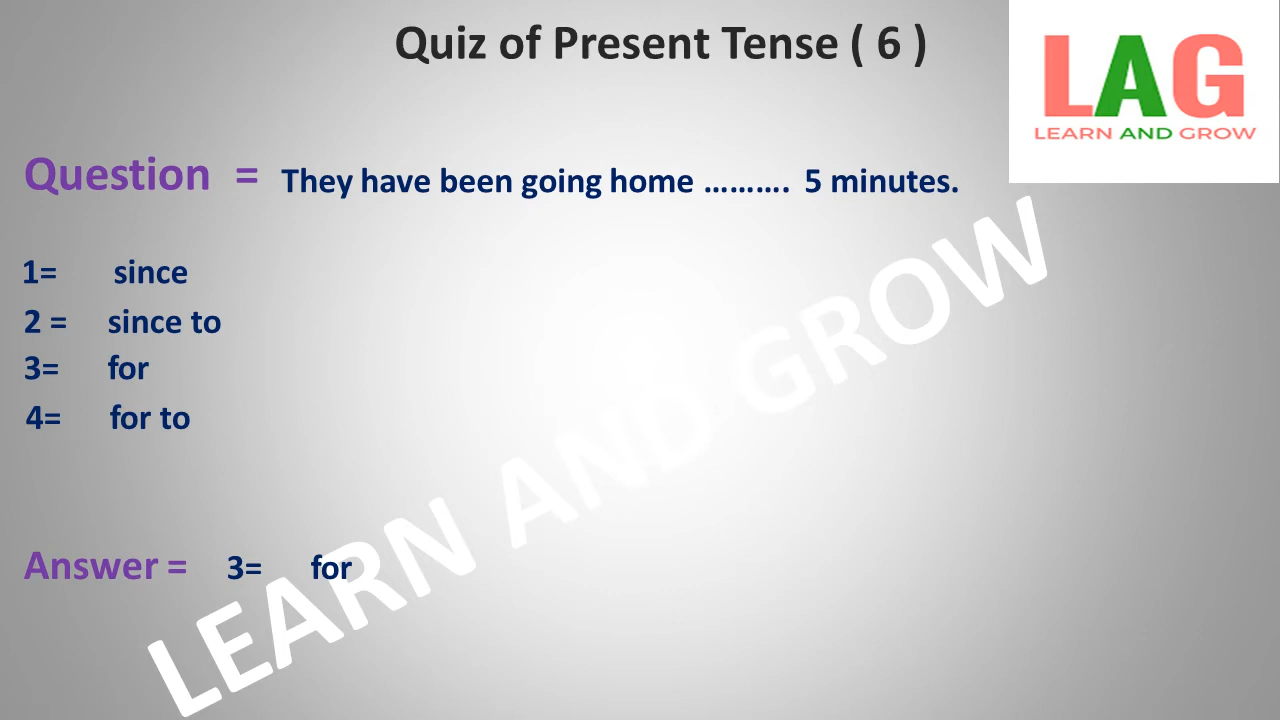 Quiz of Present Tense ( 6 )
LAG
LEARN AND GROW
Question = They have been going home ………. 5 minutes.
1= since
2 = since to
3= for
4= for to
Answer = 3= for
LEARN AND GROW